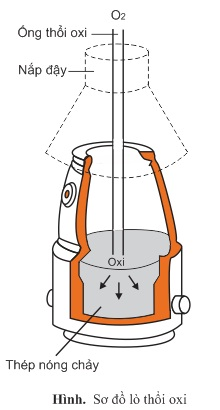 O₂
Ống thổi oxi
Nắp đậy
Oxi
Thép nóng chảy
Hình. Sơ đồ lò thổi oxi